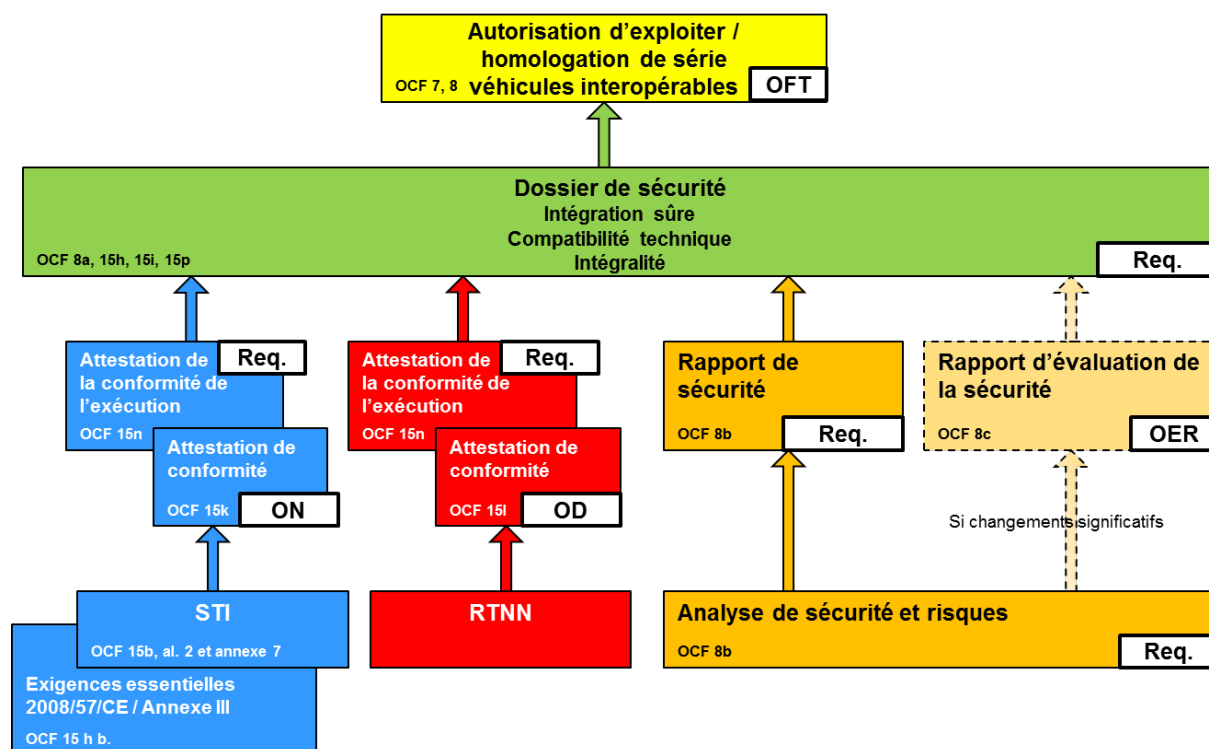 Autorisation d'exploiter /
homologation de série
OCF 7, 8 véhicules interopérables
OFT
Dossier de sécurité
Intégration sûre
Compatibilité technique
Intégralité
OCF 8a, 15h, 15i, 15p
Req.
Attestation de
la conformité de
l'exécution
OCF 15n
Req.
Attestation de
conformité
OCF 15k
ON
Attestation de
la conformité de
l'exécution
OCF 15n
Req.
Attestation de
conformité
OCF 15l
OD
Rapport de
sécurité
OCF 8b
Req.
Rapport d'évaluation de
la sécurité
OCF 8c
OER
Si changements significatifs
STI
OCF 15b, al. 2 et annexe 7
Exigences essentielles
2008/57/CE / Annexe III
OCF 15 h b.
RTNN
Analyse de sécurité et risques
OCF 8b
Req.